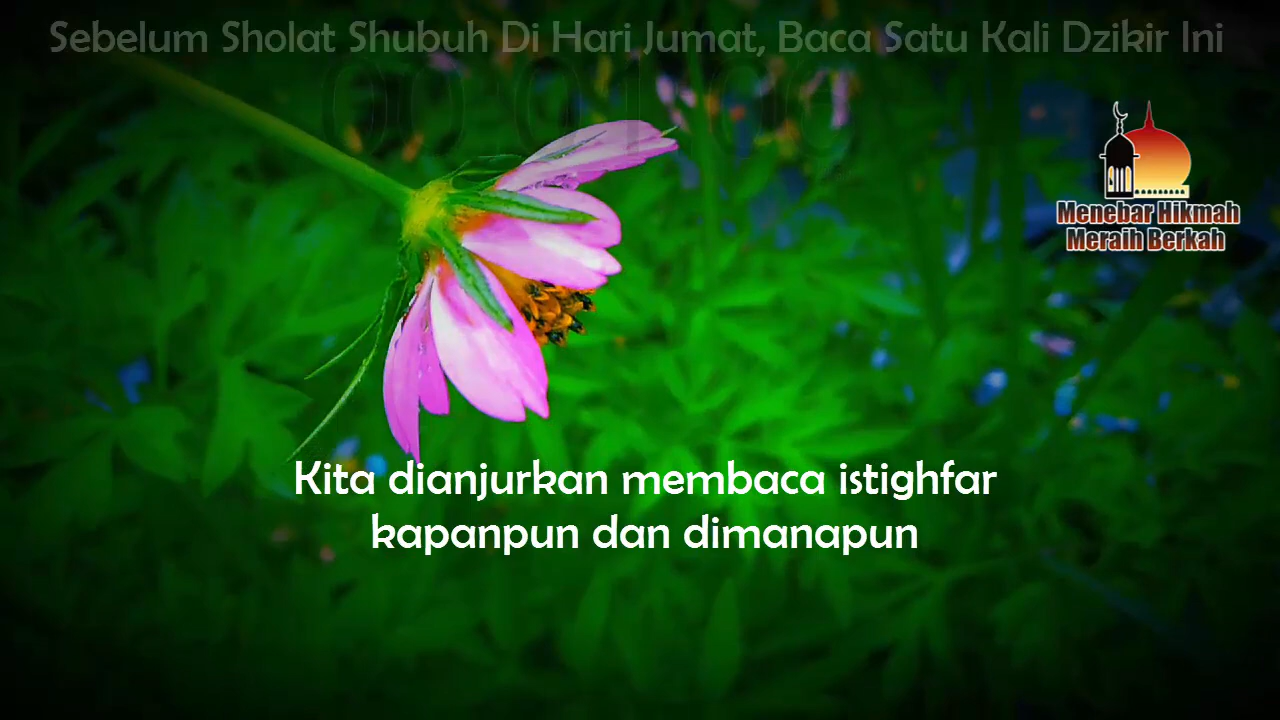 Sebelum Sholat Shubuh Di Hari Jumat, Baca Satu Kali Dzikir Ini
Menebar Hikmah
Meraih Berkah
Kita dianjurkan membaca istighfar
kapanpun dan dimanapun